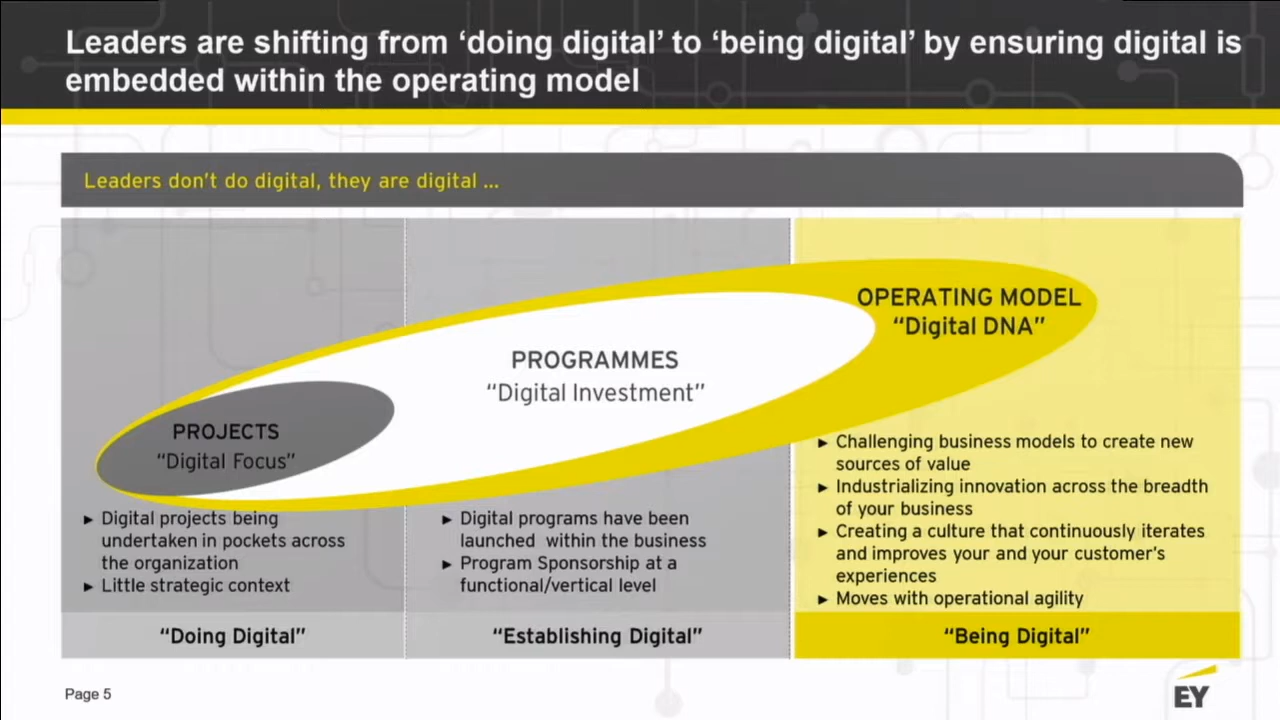 Leaders are shifting from ‘doing digital’ to ‘being digital’ by ensuring digital is
embedded within the operating model
Leaders don’t do digital, they are digital ...
PROJECTS
“Digital Focus”
► Digital projects being
undertaken in pockets across
the organization
► Little strategic context
“Doing Digital”
PROGRAMMES
“Digital Investment”
► Digital programs have been
launched within the business
► Program Sponsorship at a
functional/vertical level
“Establishing Digital”
OPERATING MODEL
“Digital DNA”
► Challenging business models to create new
sources of value
► Industrializing innovation across the breadth
of your business
► Creating a culture that continuously iterates
and improves your and your customer’s
experiences
► Moves with operational agility
“Being Digital”
Page 5
EY